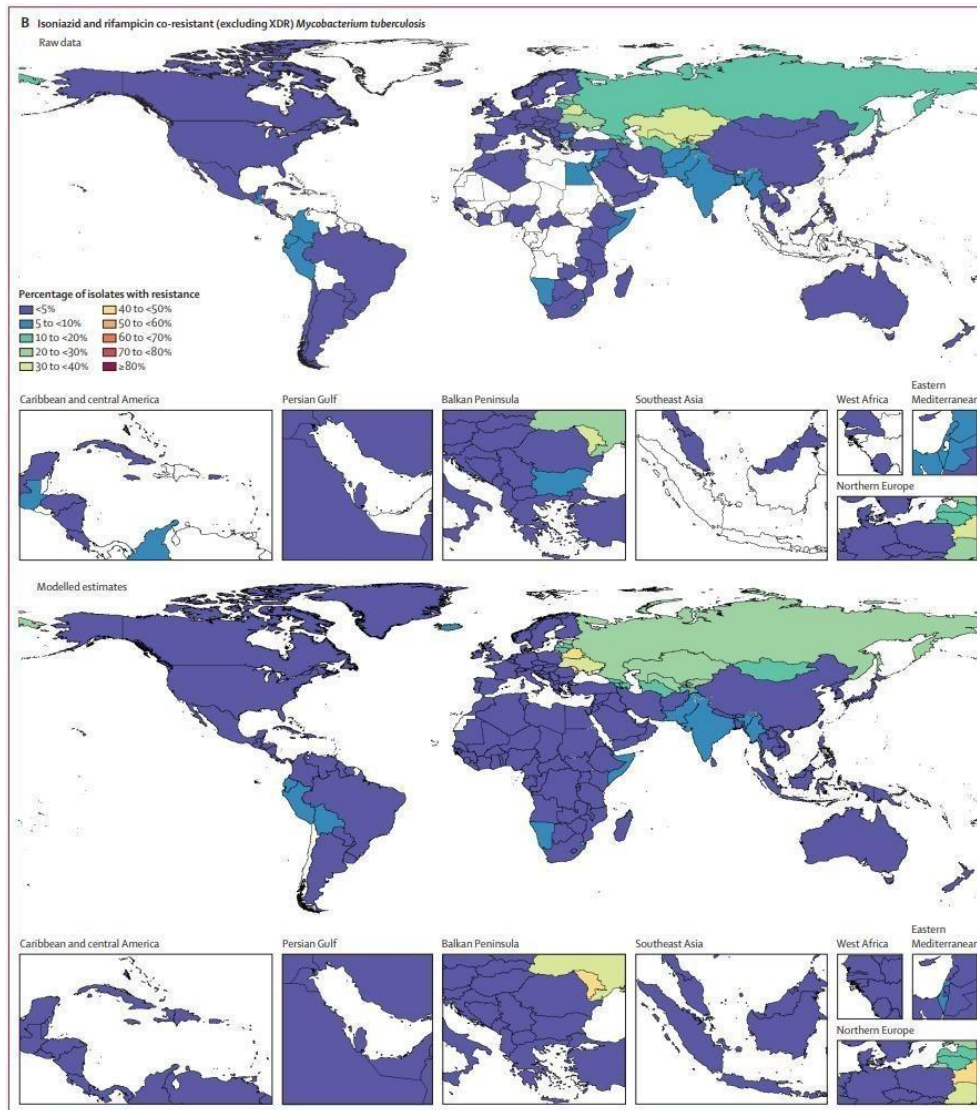 B Isoniazid and rifampicin co-resistant (excluding XDR) Mycobacterium tuberculosis
Raw data
Percentage of isolates with resistance
<5%
5 to <10%
10 to <20%
20 to <30%
30 to <40%
40 to <50%
50 to <60%
60 to <70%
70 to <80%
≥80%
Caribbean and central America
Persian Gulf
Balkan Peninsula
Southeast Asia
West Africa
Eastern
Mediterranean
Northern Europe
Modelled estimates
Caribbean and central America
Persian Gulf
Balkan Peninsula
Southeast Asia
West Africa
Eastern
Mediterranean
Northern Europe